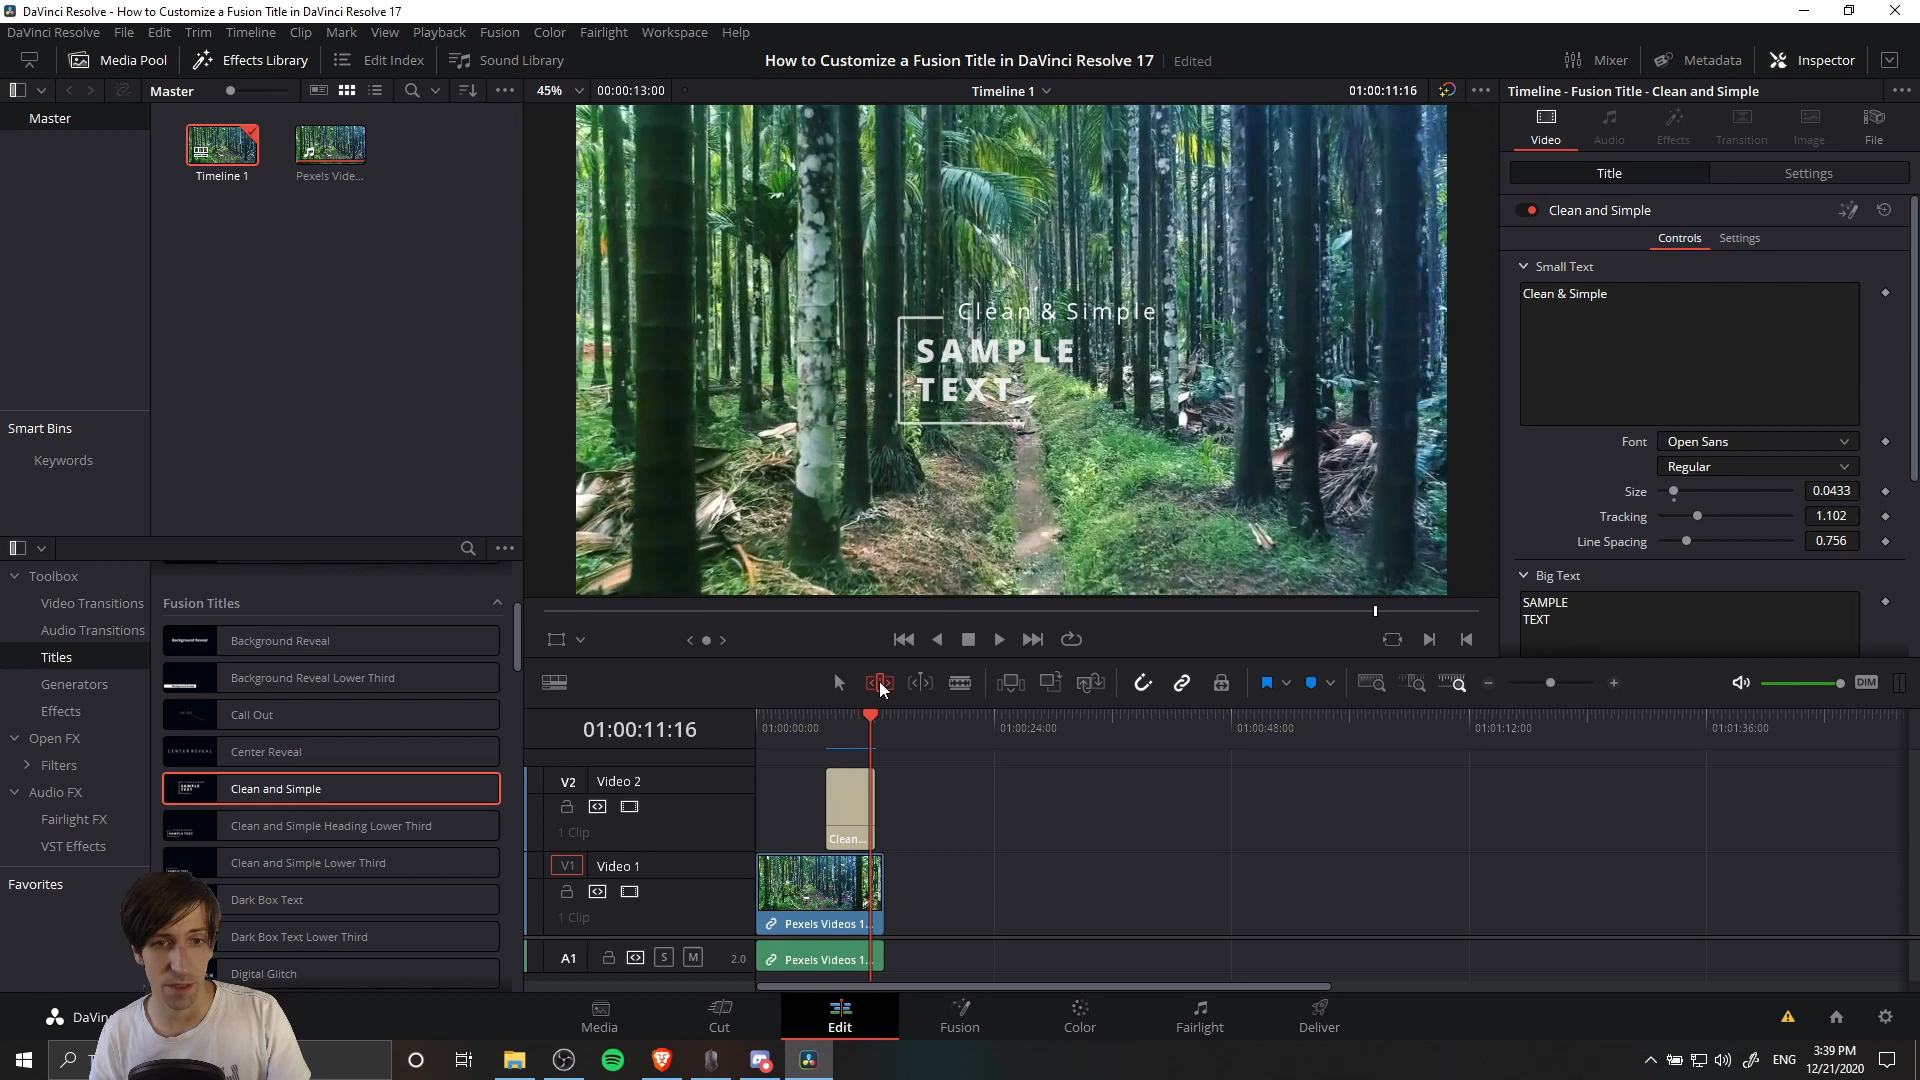 DaVinci Resolve - How to Customize a Fusion Title in DaVinci Resolve 17
DaVinci Resolve File Edit Trim Timeline Clip Mark View Playback Fusion Color Fairlight Workspace Help
Media Pool Effects Library Edit Index Sound Library
How to Customize a Fusion Title in DaVinci Resolve 17 Edited
Mixer Metadata Inspector
Master
45% 00:00:13:00
Timeline 1
01:00:11:16
Timeline - Fusion Title - Clean and Simple
Master
Timeline 1
Pexels Vide...
Smart Bins
Keywords
Clean & Simple
SAMPLE
TEXT
Video Audio Effects Transition Image File
Title Settings
Clean and Simple
Controls Settings
Small Text
Clean & Simple
Font Open Sans
Regular
Size 0.0433
Tracking 1.102
Line Spacing 0.756
Big Text
SAMPLE
TEXT
Toolbox
Video Transitions
Audio Transitions
Titles
Generators
Effects
Open FX
Filters
Audio FX
Fairlight FX
VST Effects
Favorites
Fusion Titles
Background Reveal
Background Reveal Lower Third
Call Out
Center Reveal
Clean and Simple
Clean and Simple Heading Lower Third
Clean and Simple Lower Third
Dark Box Text
Dark Box Text Lower Third
Digital Glitch
DIM
01:00:11:16
01:00:00:00 01:00:24:00 01:00:48:00 01:01:12:00 01:01:36:00
V2 Video 2
1 Clip
Clean...
V1 Video 1
1 Clip
Pexels Videos 1...
A1 S M 2.0
Pexels Videos 1...
Media Cut Edit Fusion Color Fairlight Deliver
ENG
3:39 PM
12/21/2020